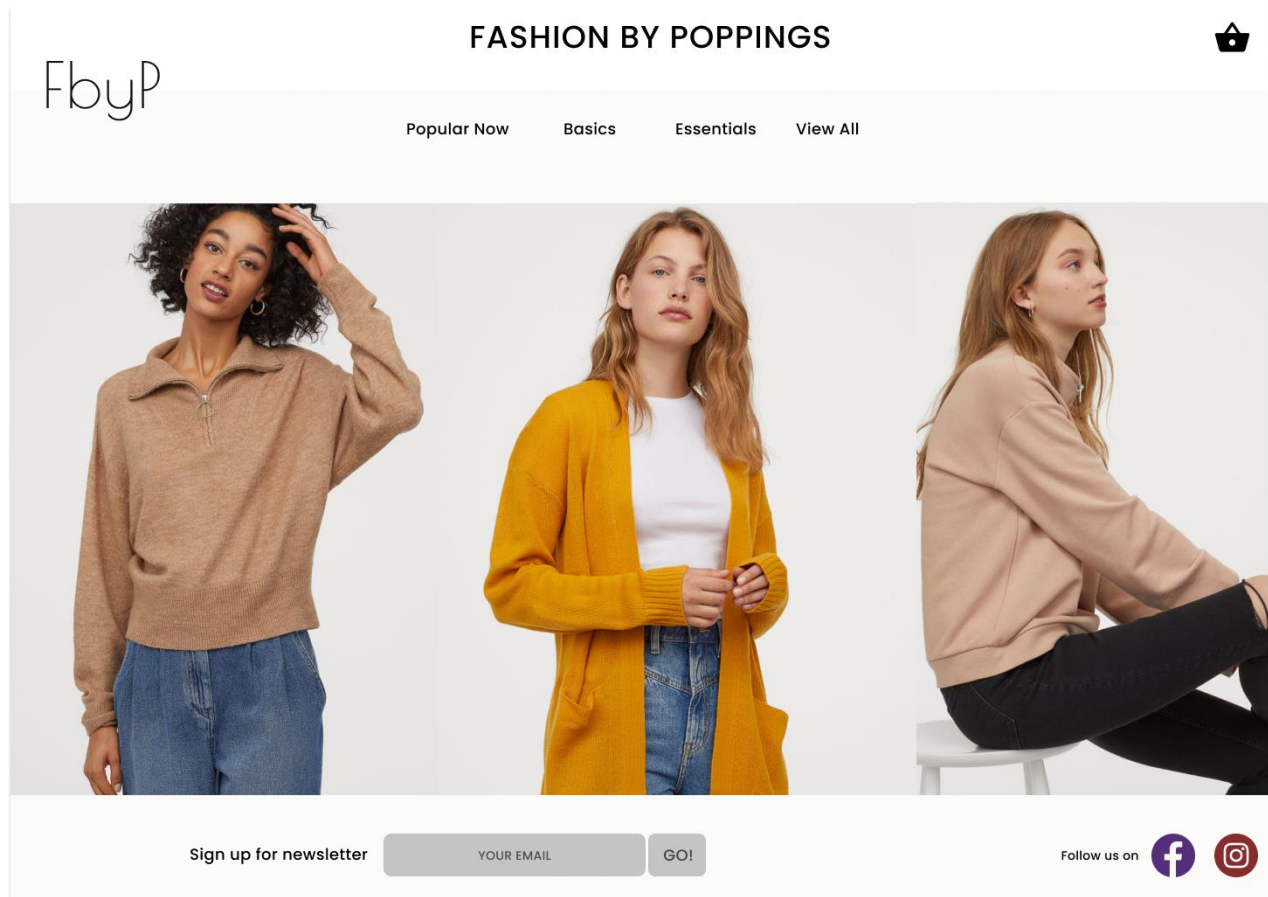 FASHION BY POPPINGS
FbyP
Popular Now Basics Essentials View All
Sign up for newsletter YOUR EMAIL GO! Follow us on